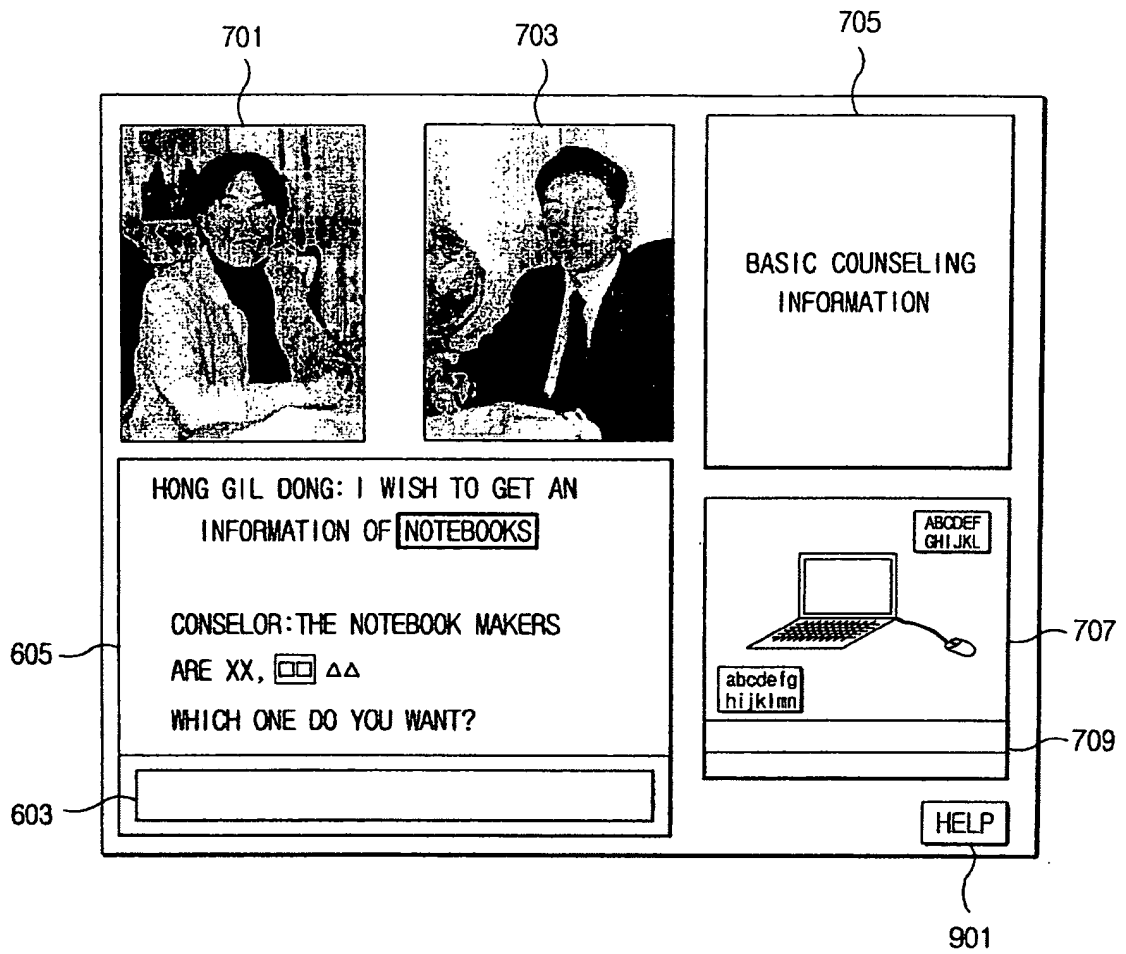 701
703
705
BASIC COUNSELING
INFORMATION
HONG GIL DONG: I WISH TO GET AN
INFORMATION OF NOTEBOOKS
CONSELOR:THE NOTEBOOK MAKERS
ARE XX, □□ △△
WHICH ONE DO YOU WANT?
605
603
ABCDEF
GHIJKL
abcdefg
hijklmn
707
709
HELP
901